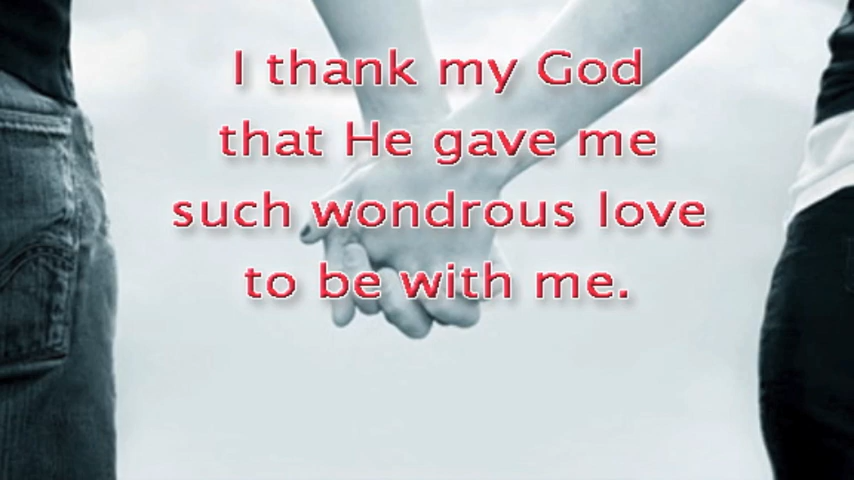 I thank my God
that He gave me
such wondrous love
to be with me.